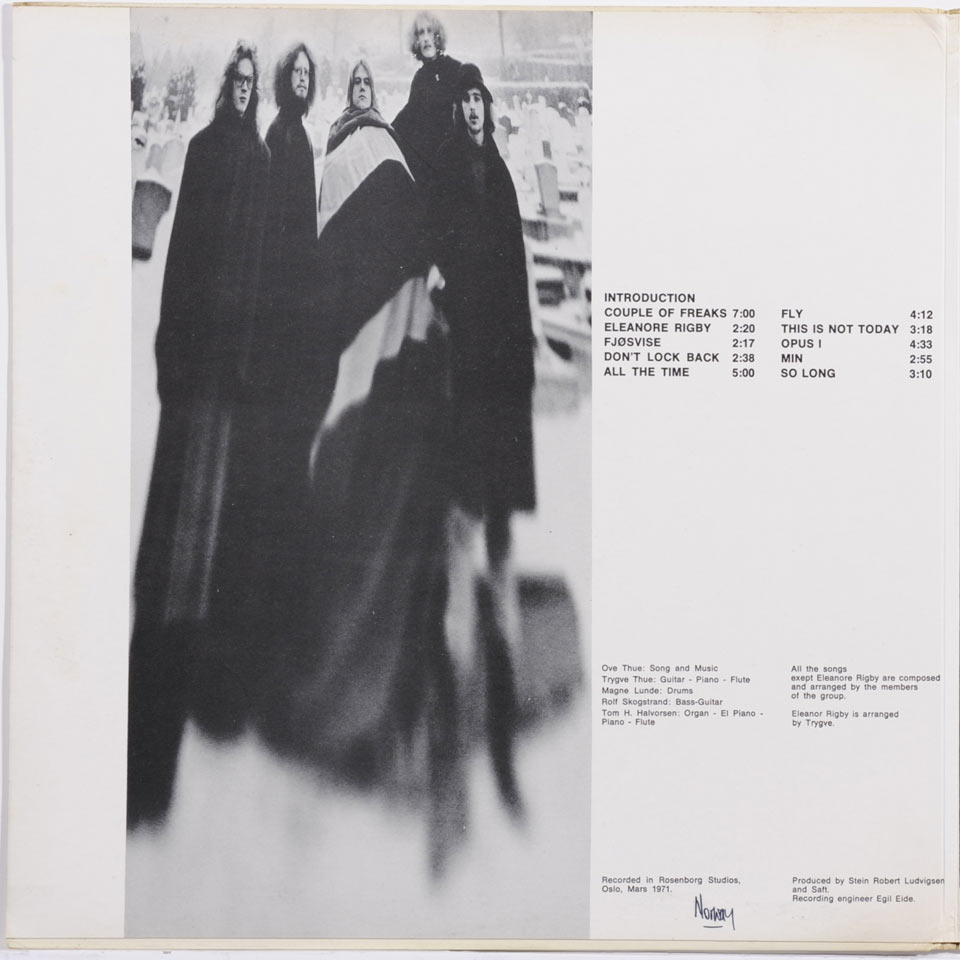 INTRODUCTION
COUPLE OF FREAKS 7:00
ELEANORE RIGBY 2:20
FJØSVISE 2:17
DON'T LOCK BACK 2:38
ALL THE TIME 5:00
FLY 4:12
THIS IS NOT TODAY 3:18
OPUS I 4:33
MIN 2:55
SO LONG 3:10
Ove Thue: Song and Music
Trygve Thue: Guitar - Piano - Flute
Magne Lunde: Drums
Rolf Skogstrand: Bass-Guitar
Tom H. Halvorsen: Organ - El Piano -
Piano - Flute
All the songs
exept Eleanore Rigby are composed
and arranged by the members
of the group.
Eleanor Rigby is arranged
by Trygve.
Recorded in Rosenborg Studios,
Oslo, Mars 1971.
Norway
Produced by Stein Robert Ludvigsen
and Saft.
Recording engineer Egil Eide.